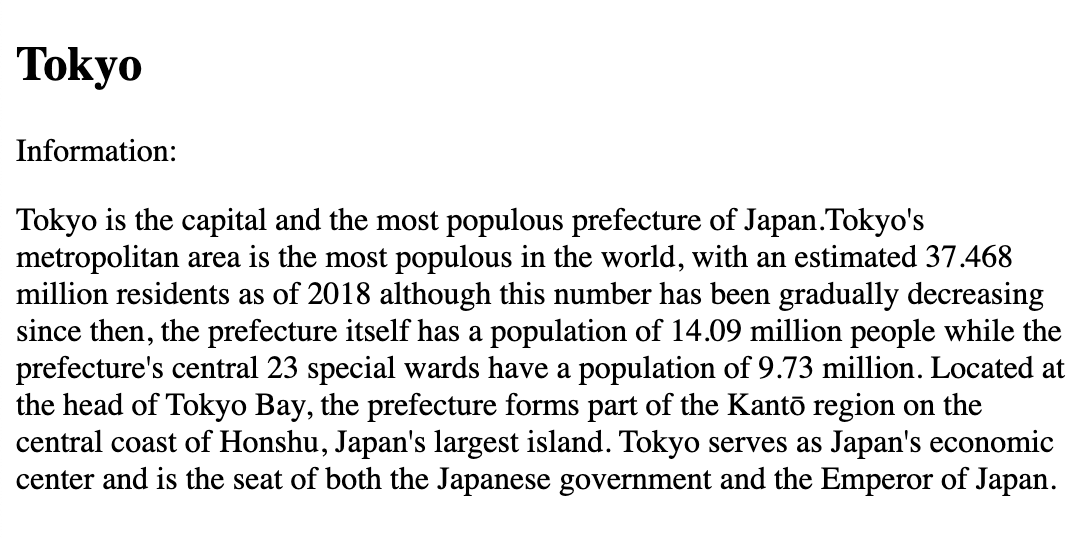 Tokyo
Information:
Tokyo is the capital and the most populous prefecture of Japan.Tokyo's
metropolitan area is the most populous in the world, with an estimated 37.468
million residents as of 2018 although this number has been gradually decreasing
since then, the prefecture itself has a population of 14.09 million people while the
prefecture's central 23 special wards have a population of 9.73 million. Located at
the head of Tokyo Bay, the prefecture forms part of the Kantō region on the
central coast of Honshu, Japan's largest island. Tokyo serves as Japan's economic
center and is the seat of both the Japanese government and the Emperor of Japan.